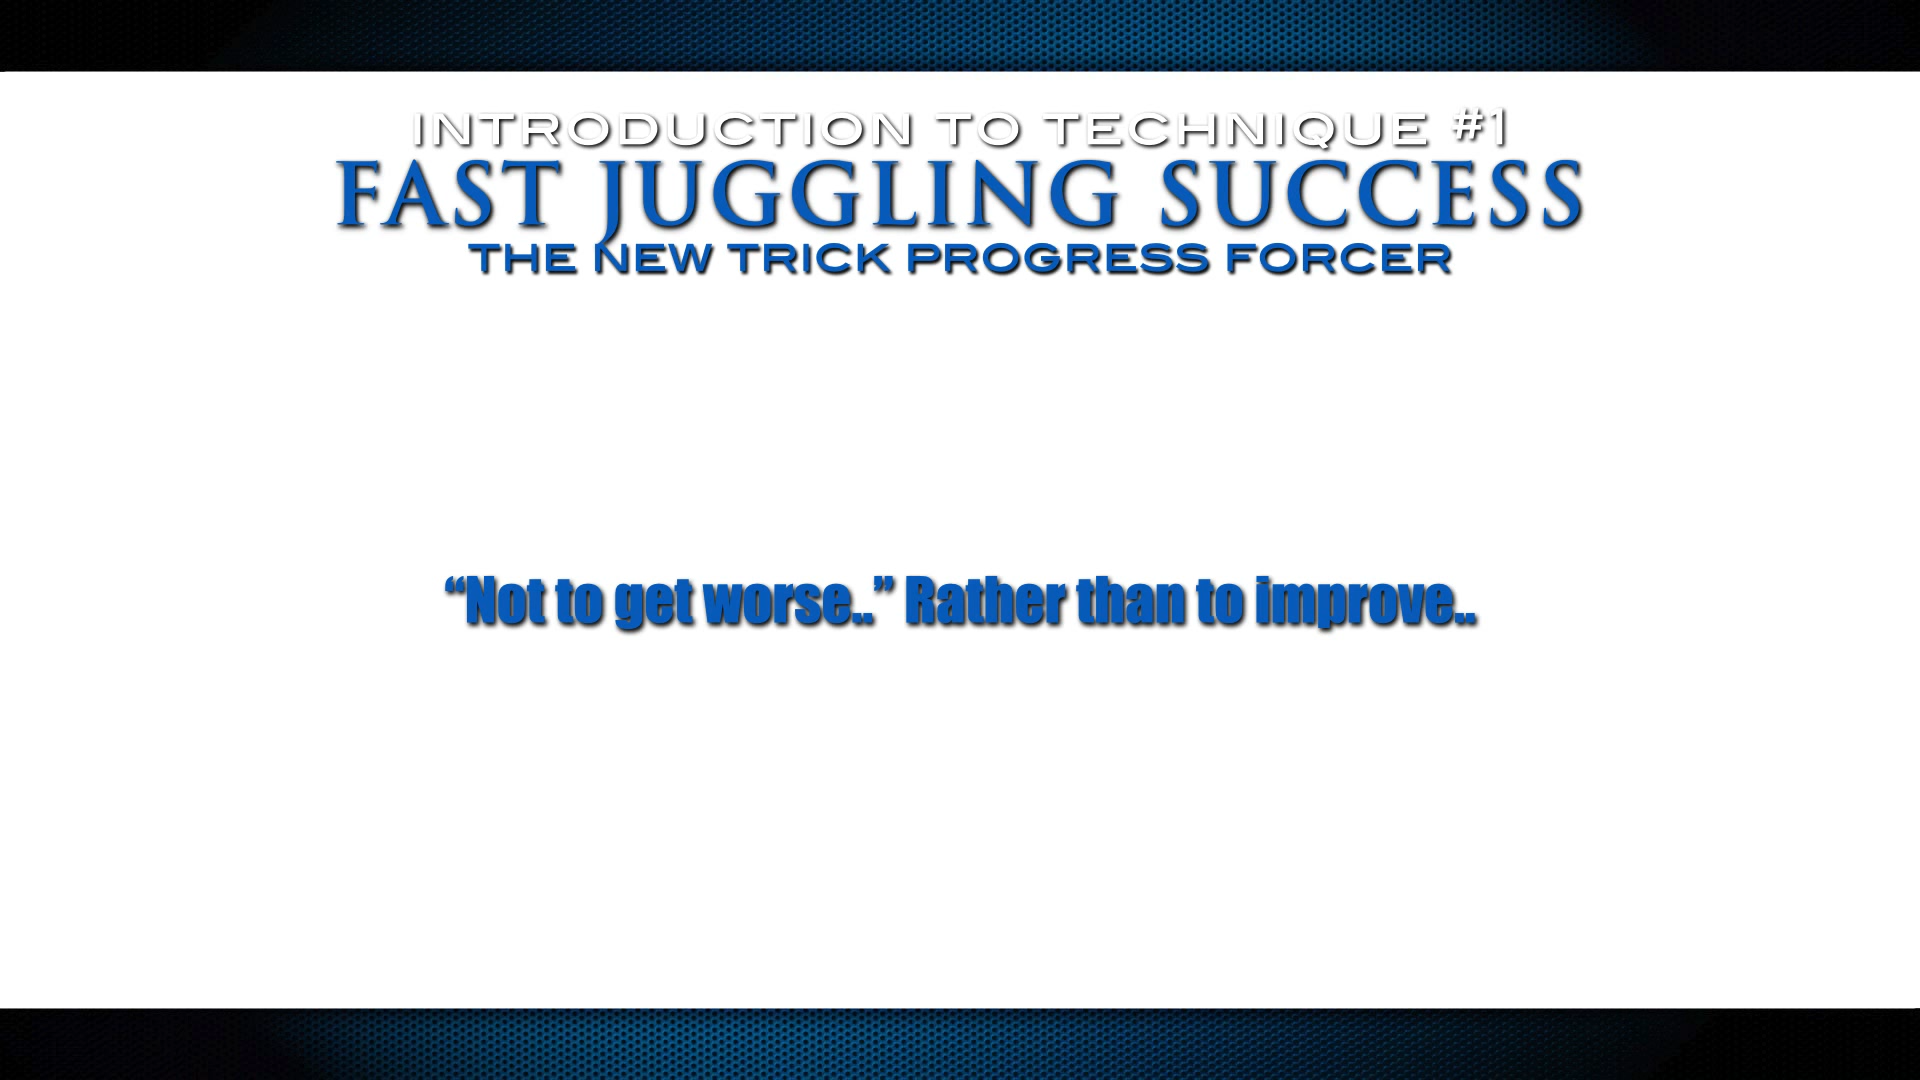 INTRODUCTION TO TECHNIQUE #1
FAST JUGGLING SUCCESS
THE NEW TRICK PROGRESS FORCER
“Not to get worse..” Rather than to improve..